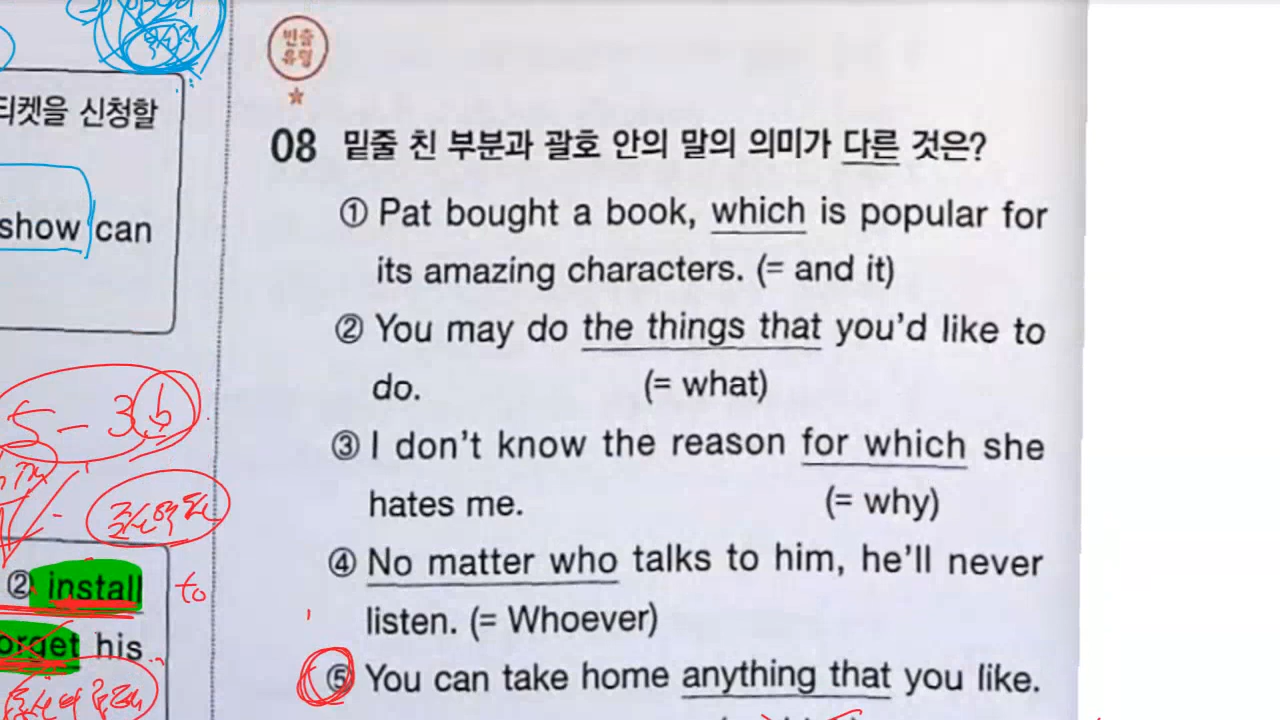 빈출
유형
티켓을 신청할
show can
08 밑줄 친 부분과 괄호 안의 말의 의미가 다른 것은?
① Pat bought a book, which is popular for
its amazing characters. (= and it)
② You may do the things that you'd like to
do. (= what)
③ I don't know the reason for which she
hates me. (= why)
④ No matter who talks to him, he'll never
listen. (= Whoever)
⑤ You can take home anything that you like.
5 - 36
② install to
orget his